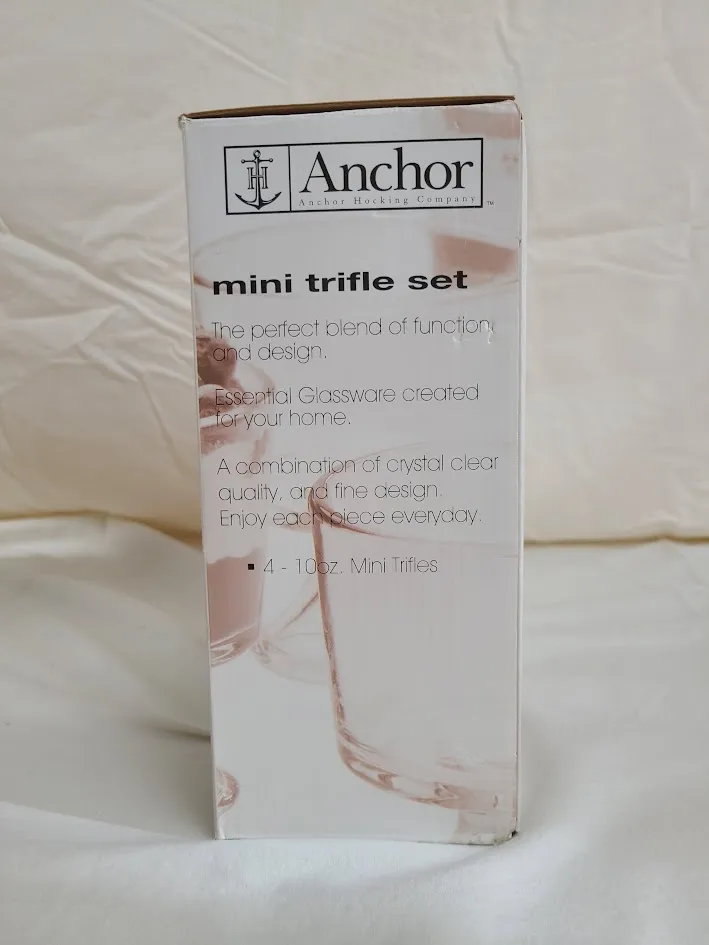 H
Anchor
Anchor Hocking Company ™
mini trifle set
The perfect blend of function,
and design.
Essential Glassware created
for your home.
A combination of crystal clear
quality, and fine design.
Enjoy each piece everyday.
▪ 4 - 10oz. Mini Trifles